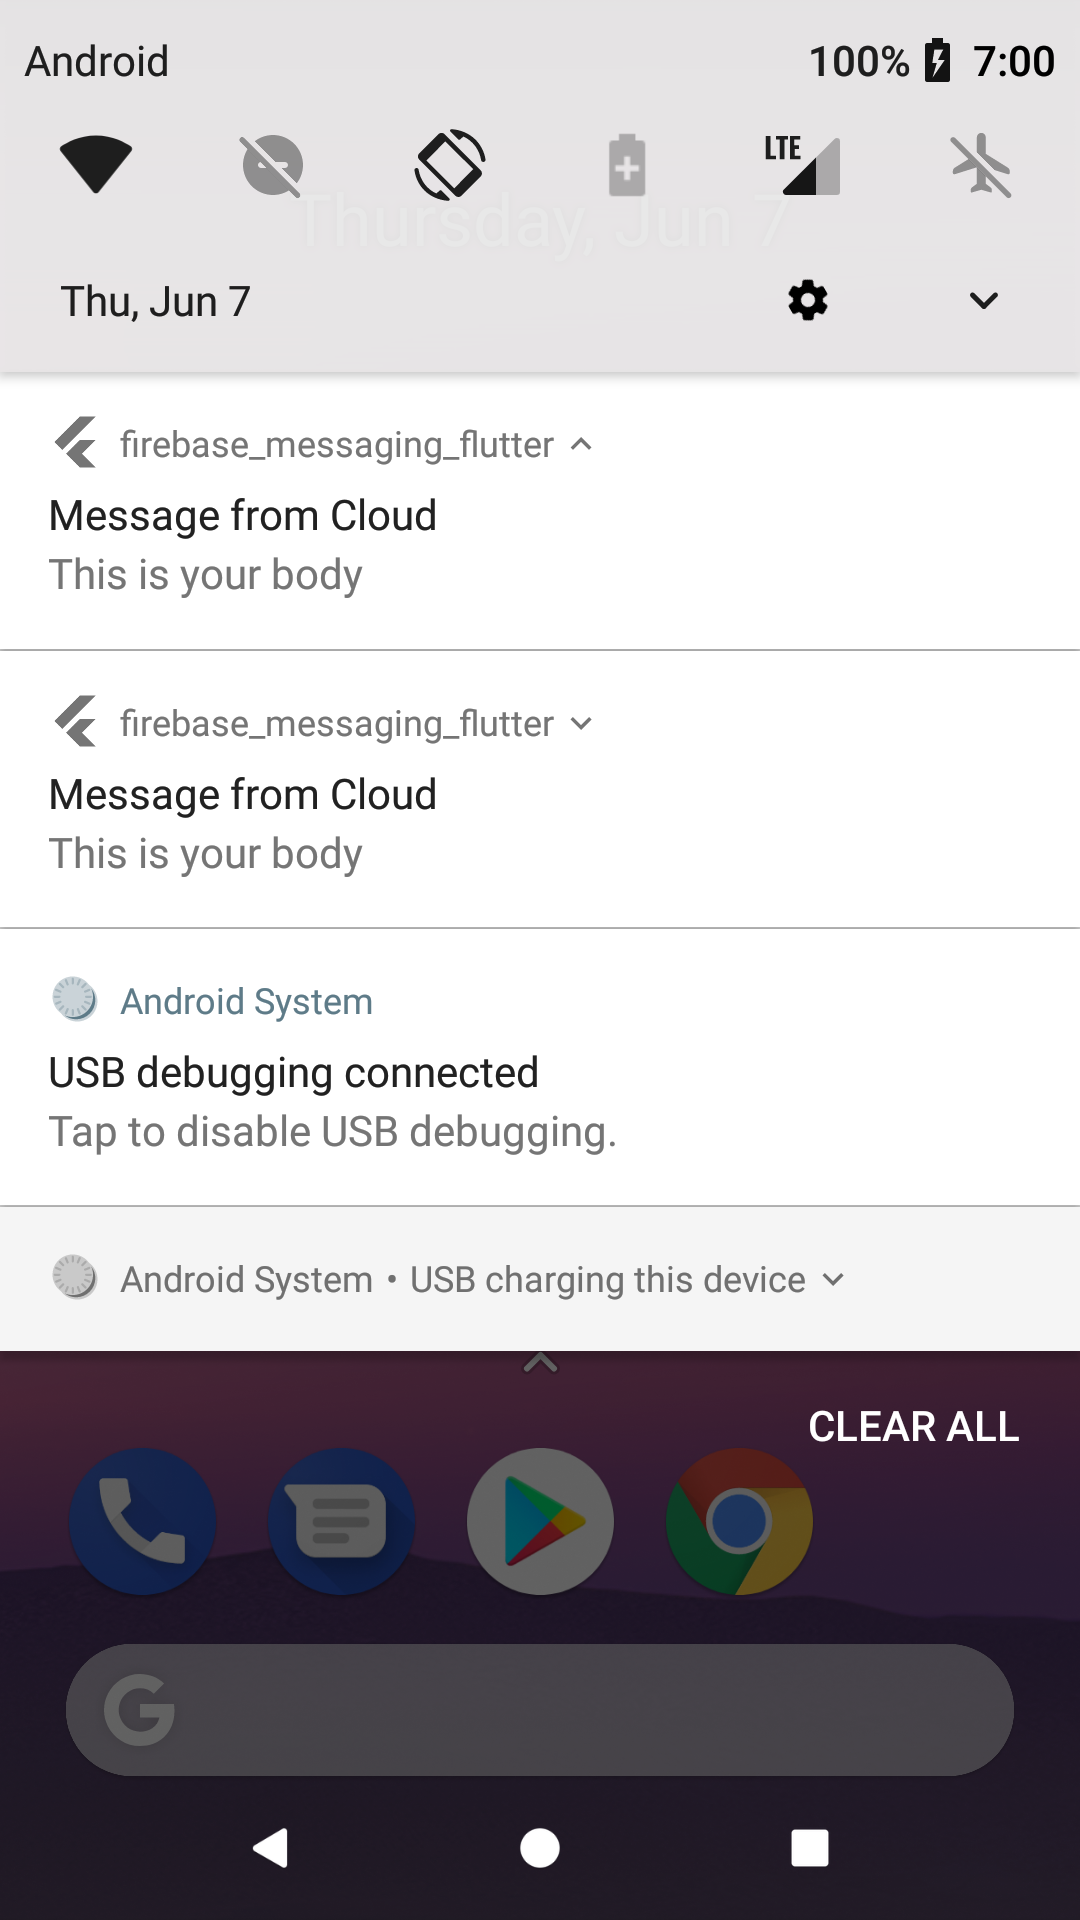 Android 100% 7:00
LTE
Thursday, Jun 7
Thu, Jun 7
firebase_messaging_flutter
Message from Cloud
This is your body
firebase_messaging_flutter
Message from Cloud
This is your body
Android System
USB debugging connected
Tap to disable USB debugging.
Android System • USB charging this device
CLEAR ALL
G